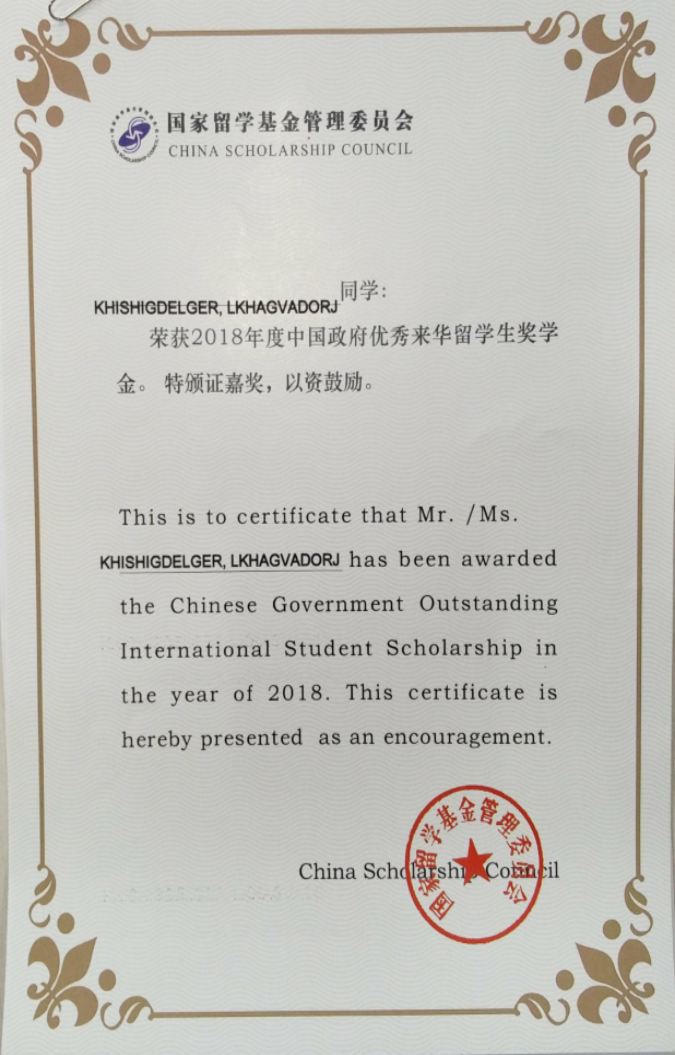 国家留学基金管理委员会
CHINA SCHOLARSHIP COUNCIL
KHISHIGDELGER, LKHAGVADORJ同学:
荣获2018年度中国政府优秀来华留学生奖学
金。 特颁证嘉奖，以资鼓励。
This is to certificate that Mr. /Ms.
KHISHIGDELGER, LKHAGVADORJ has been awarded
the Chinese Government Outstanding
International Student Scholarship in
the year of 2018. This certificate is
hereby presented as an encouragement.
China Scholarship Council
国家留学基金管理委员会